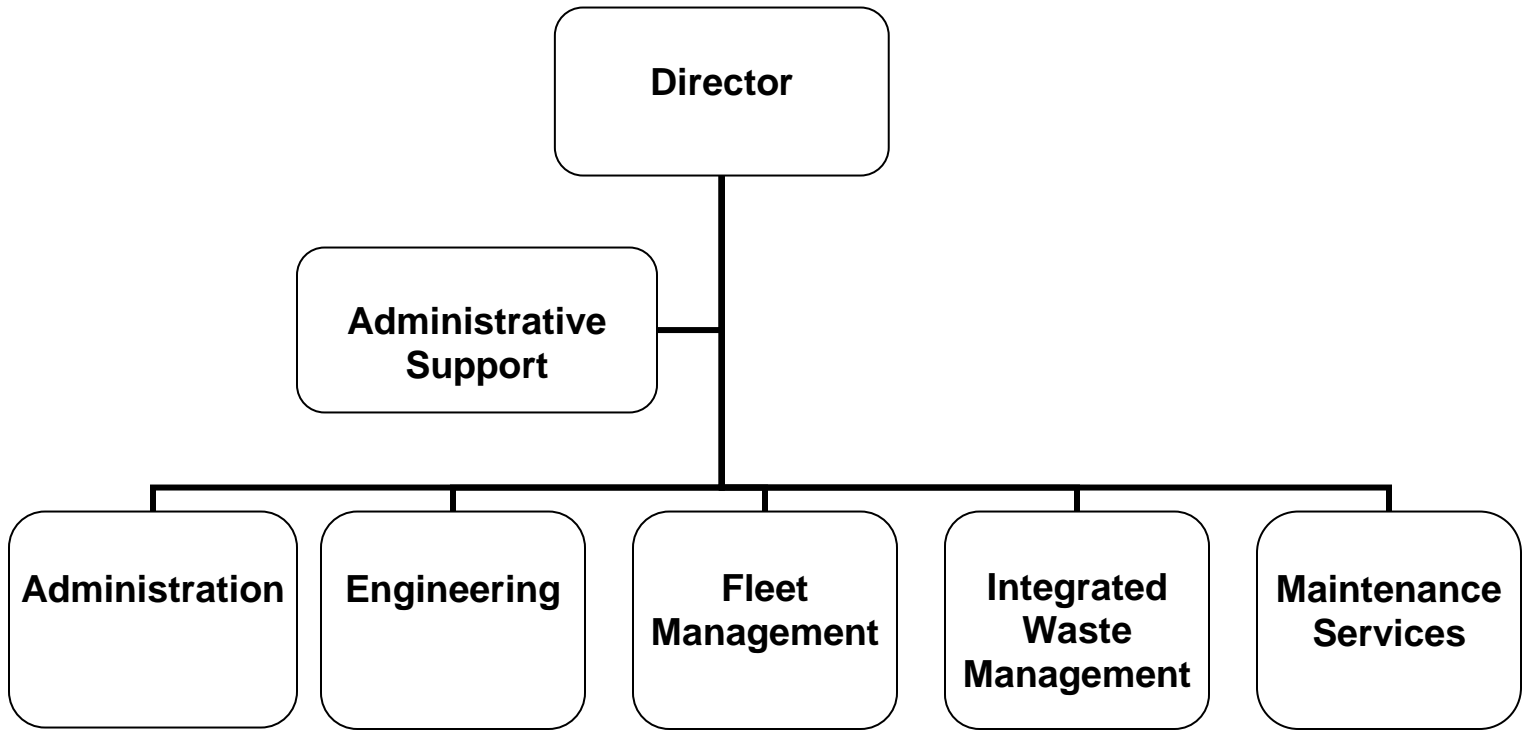 Director
Administrative
Support
Administration
Engineering
Fleet
Management
Integrated
Waste
Management
Maintenance
Services